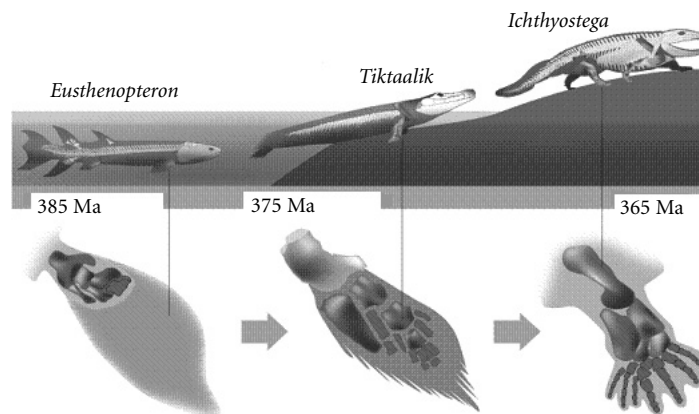 Ichthyostega
Tiktaalik
Eusthenopteron
385 Ma
375 Ma
365 Ma